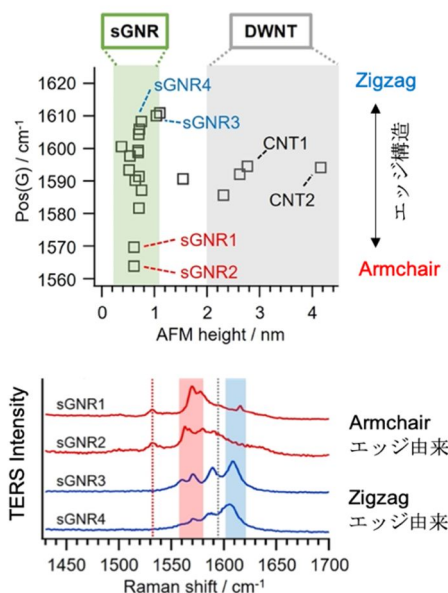 sGNR
DWNT
Pos(G) / cm⁻¹
1620
1610
1600
1590
1580
1570
1560
sGNR4
sGNR3
CNT1
CNT2
sGNR1
sGNR2
0
1
2
3
4
AFM height / nm
Zigzag
エッジ構造
Armchair
TERS Intensity
sGNR1
sGNR2
sGNR3
sGNR4
Armchair
エッジ由来
Zigzag
エッジ由来
1450
1500
1550
1600
1650
1700
Raman shift / cm⁻¹